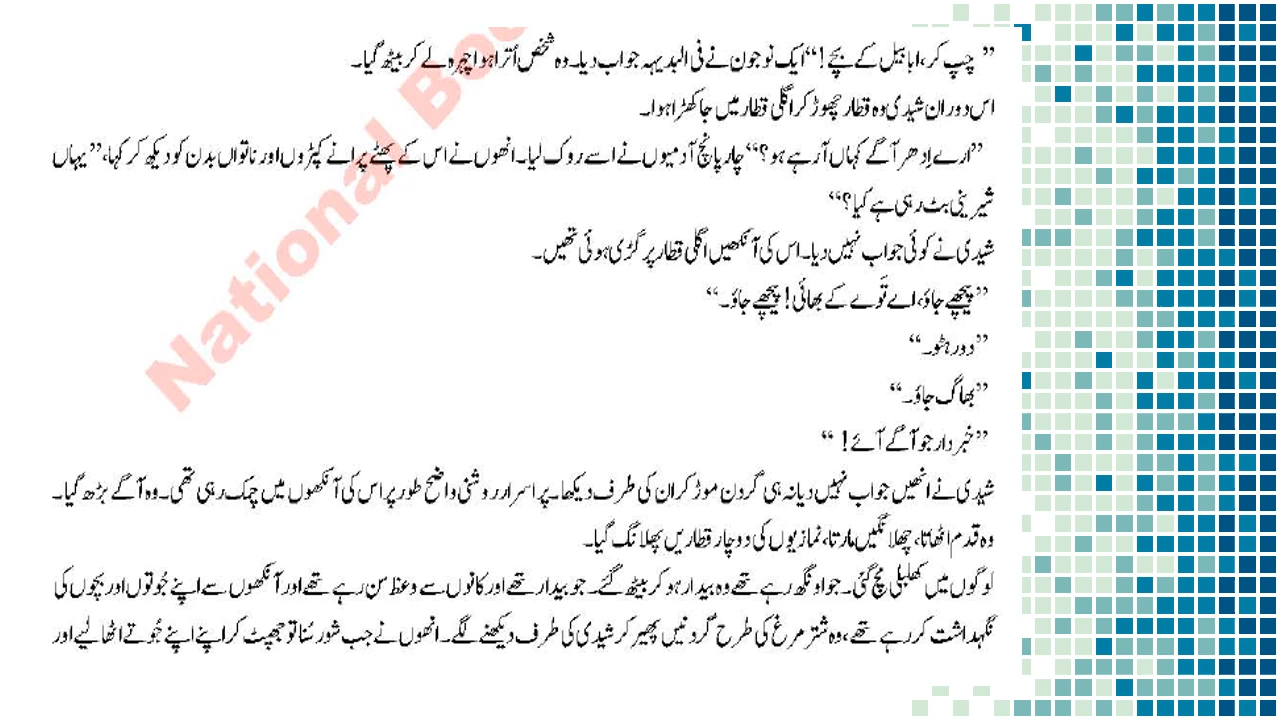 ” چپ کر، ابابیل کے بچے!“ ایک نوجون نے فی البدیہہ جواب دیا۔ وہ شخص اُترا ہوا چہرہ لے کر بیٹھ گیا۔
اس دوران شیدی وہ قطار چھوڑ کر اگلی قطار میں جا کھڑا ہوا۔
”ارے اِدھر آگے کہاں آ رہے ہو؟“ چار پانچ آدمیوں نے اسے روک لیا۔ انھوں نے اس کے پھٹے پرانے کپڑوں اور ناتواں بدن کو دیکھ کر کہا، ”یہاں
شیرینی بٹ رہی ہے کیا؟“
شیدی نے کوئی جواب نہیں دیا۔ اس کی آنکھیں اگلی قطار پر گڑی ہوئی تھیں۔
”پیچھے جاؤ، اے تَوے کے بھائی! پیچھے جاؤ۔“
”دور ہٹو۔“
”بھاگ جاؤ۔“
”خبردار جو آگے آئے! “
شیدی نے انھیں جواب نہیں دیا نہ ہی گردن موڑ کر ان کی طرف دیکھا۔ پراسرار روشنی واضح طور پر اس کی آنکھوں میں چمک رہی تھی۔ وہ آگے بڑھ گیا۔
وہ قدم اٹھاتا، چھلانگیں مارتا، نمازیوں کی دو چار قطاریں پھلانگ گیا۔
لوگوں میں کھلبلی مچ گئی۔ جو اونگھ رہے تھے وہ بیدار ہو کر بیٹھ گئے۔ جو بیدار تھے اور کانوں سے وعظ سن رہے تھے اور آنکھوں سے اپنے جُوتوں اور بچوں کی
نگہداشت کر رہے تھے، وہ شتر مرغ کی طرح گردنیں پھیر کر شیدی کی طرف دیکھنے لگے۔ انھوں نے جب شور سُنا تو جھپٹ کر اپنے اپنے جُوتے اٹھا لیے اور
National